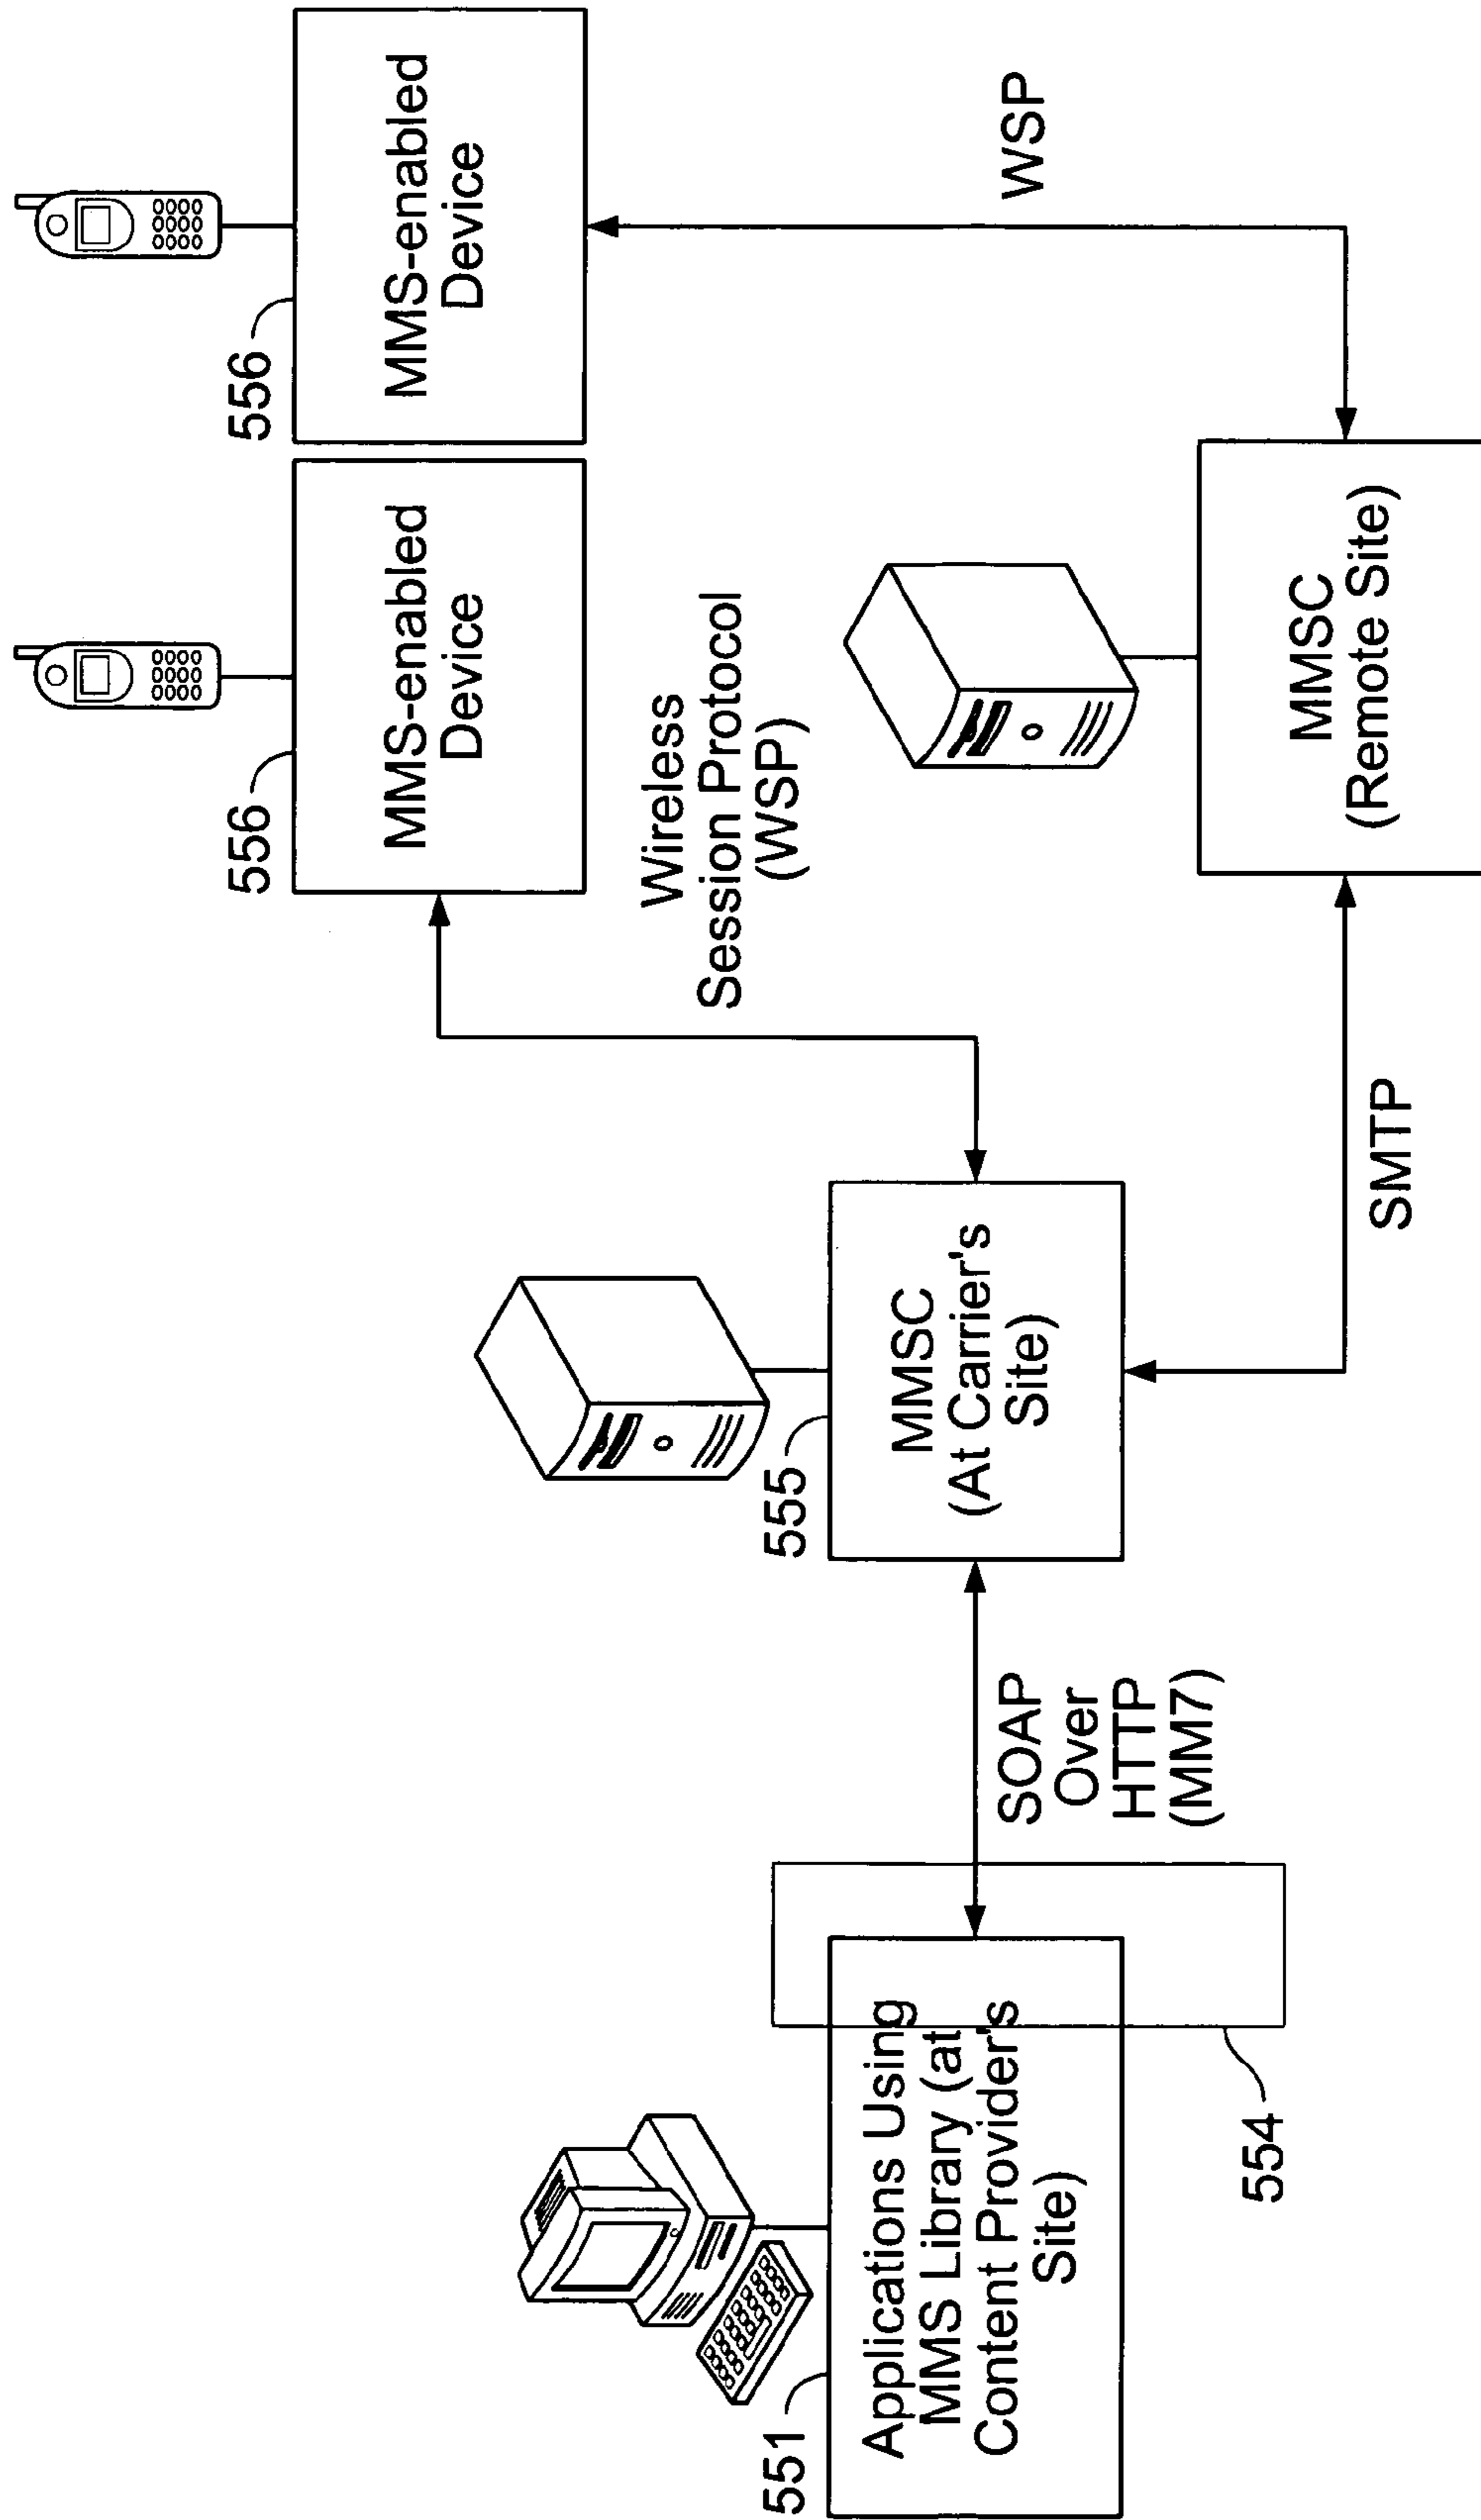 551
Applications Using
MMS Library (at
Content Provider's
Site)
554
SOAP
Over
HTTP
(MM7)
555
MMSC
(At Carrier's
Site)
SMTP
Wireless
Session Protocol
(WSP)
556
MMS-enabled
Device
MMSC
(Remote Site)
556
MMS-enabled
Device
WSP